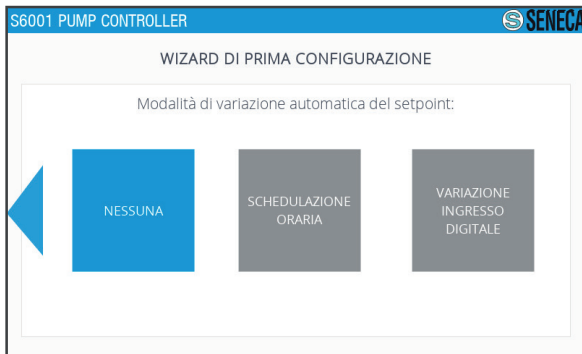 S6001 PUMP CONTROLLER
S SENECA
WIZARD DI PRIMA CONFIGURAZIONE
Modalità di variazione automatica del setpoint:
NESSUNA
SCHEDULAZIONE
ORARIA
VARIAZIONE
INGRESSO
DIGITALE